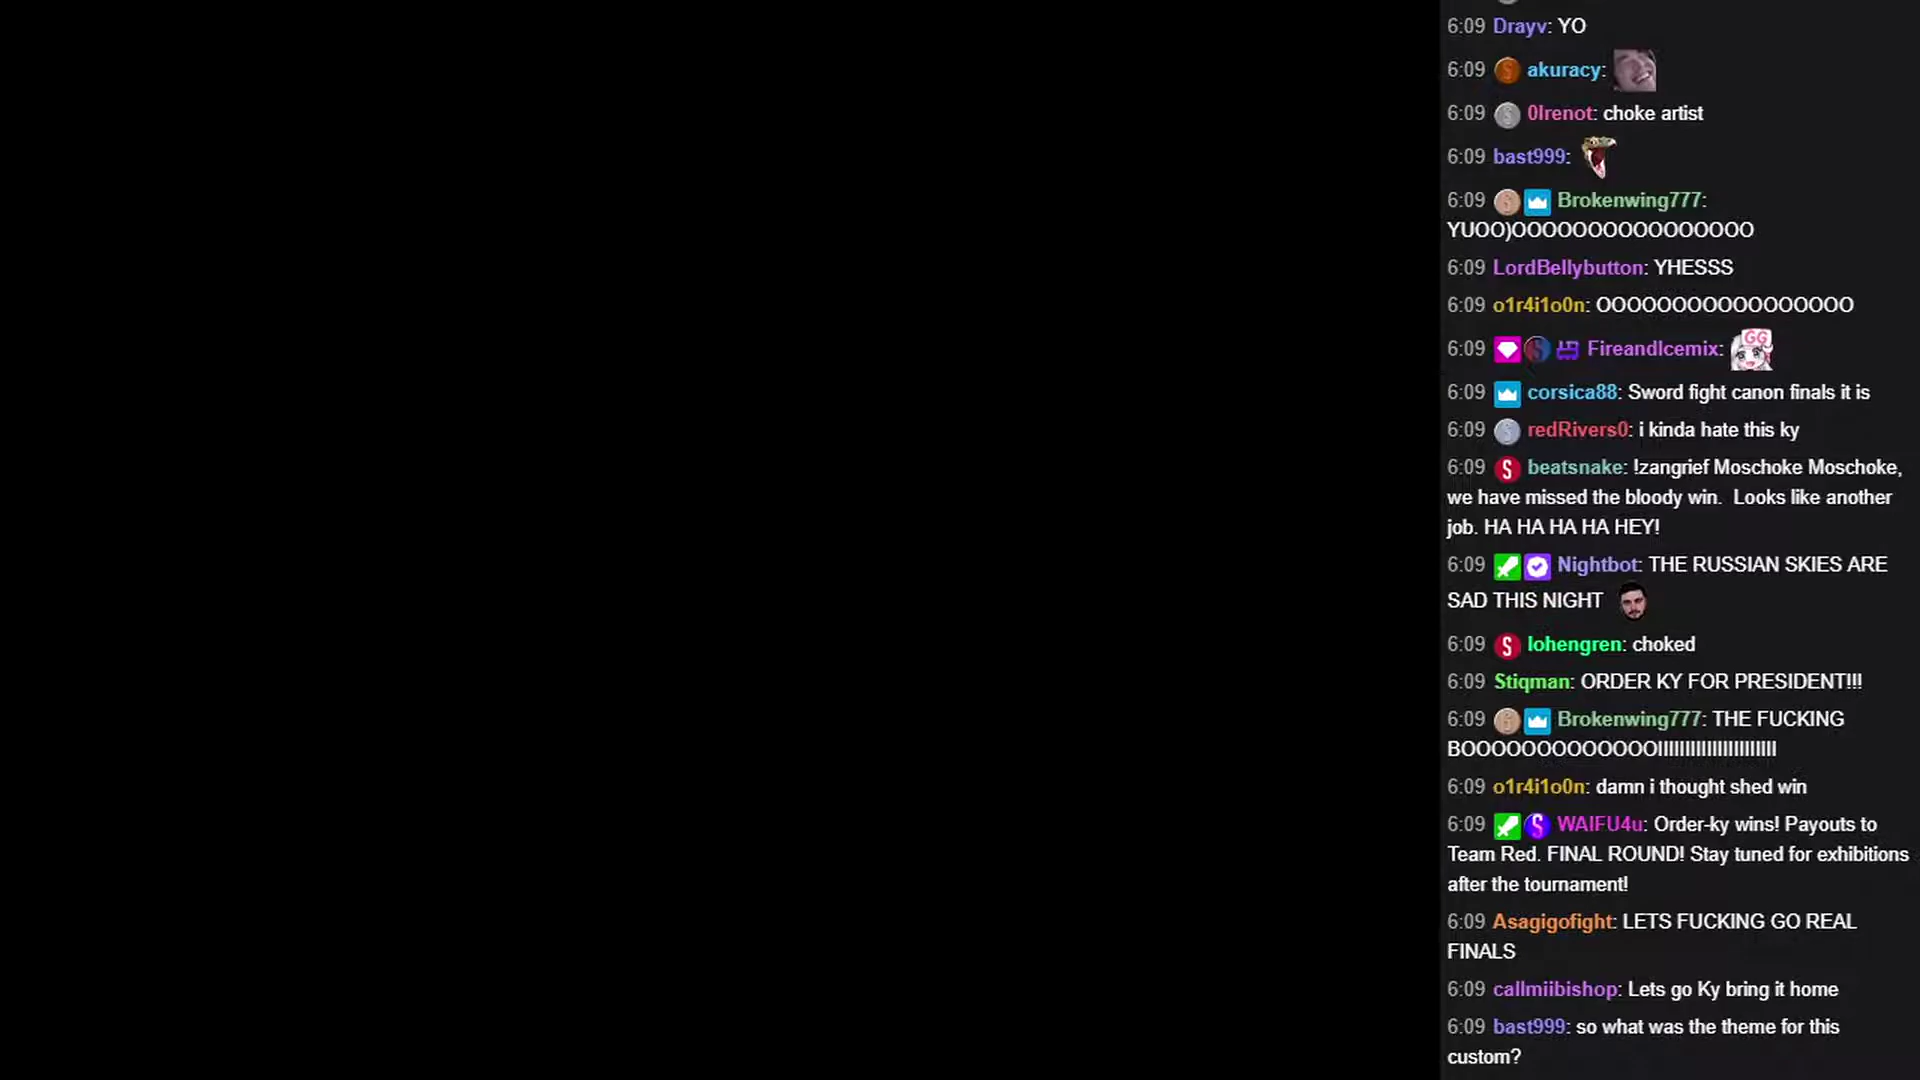 6:09 Drayv: YO
6:09 akuracy:
6:09 0lrenot: choke artist
6:09 bast999:
6:09 Brokenwing777:
YUOO)OOOOOOOOOOOOOOOO
6:09 LordBellybutton: YHESSS
6:09 o1r4i1o0n: OOOOOOOOOOOOOOOOO
6:09 FireandIcemix: GG
6:09 corsica88: Sword fight canon finals it is
6:09 redRivers0: i kinda hate this ky
6:09 beatsnake: !zangrief Moschoke Moschoke,
we have missed the bloody win.  Looks like another
job. HA HA HA HA HEY!
6:09 Nightbot: THE RUSSIAN SKIES ARE
SAD THIS NIGHT
6:09 lohengren: choked
6:09 Stiqman: ORDER KY FOR PRESIDENT!!!
6:09 Brokenwing777: THE FUCKING
BOOOOOOOOOOOOOIIIIIIIIIIIIIIIIIIIIII
6:09 o1r4i1o0n: damn i thought shed win
6:09 WAIFU4u: Order-ky wins! Payouts to
Team Red. FINAL ROUND! Stay tuned for exhibitions
after the tournament!
6:09 Asagigofight: LETS FUCKING GO REAL
FINALS
6:09 callmiibishop: Lets go Ky bring it home
6:09 bast999: so what was the theme for this
custom?